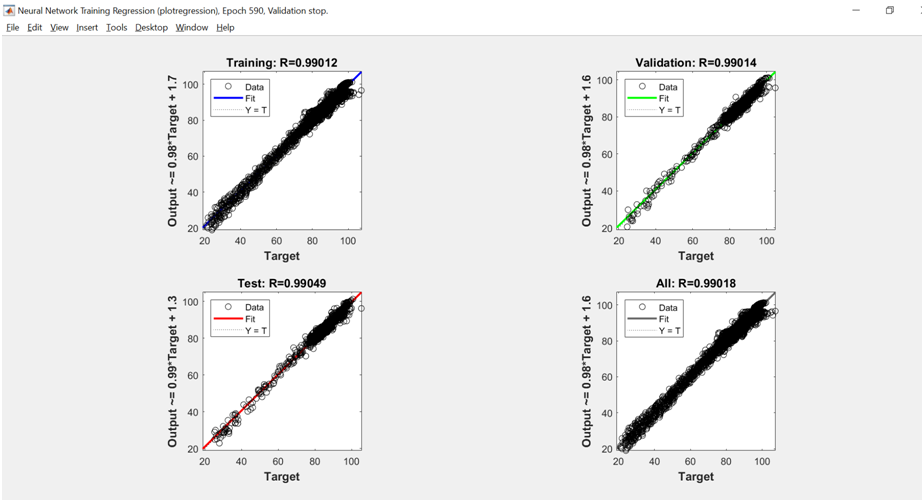 Neural Network Training Regression (plotregression), Epoch 590, Validation stop.
File Edit View Insert Tools Desktop Window Help
Training: R=0.99012
Output ~= 0.98*Target + 1.7
Data
Fit
Y = T
100
80
60
40
20
20 40 60 80 100
Target
Validation: R=0.99014
Output ~= 0.98*Target + 1.6
Data
Fit
Y = T
100
80
60
40
20
20 40 60 80 100
Target
Test: R=0.99049
Output ~= 0.99*Target + 1.3
Data
Fit
Y = T
100
80
60
40
20
20 40 60 80 100
Target
All: R=0.99018
Output ~= 0.98*Target + 1.6
Data
Fit
Y = T
100
80
60
40
20
20 40 60 80 100
Target